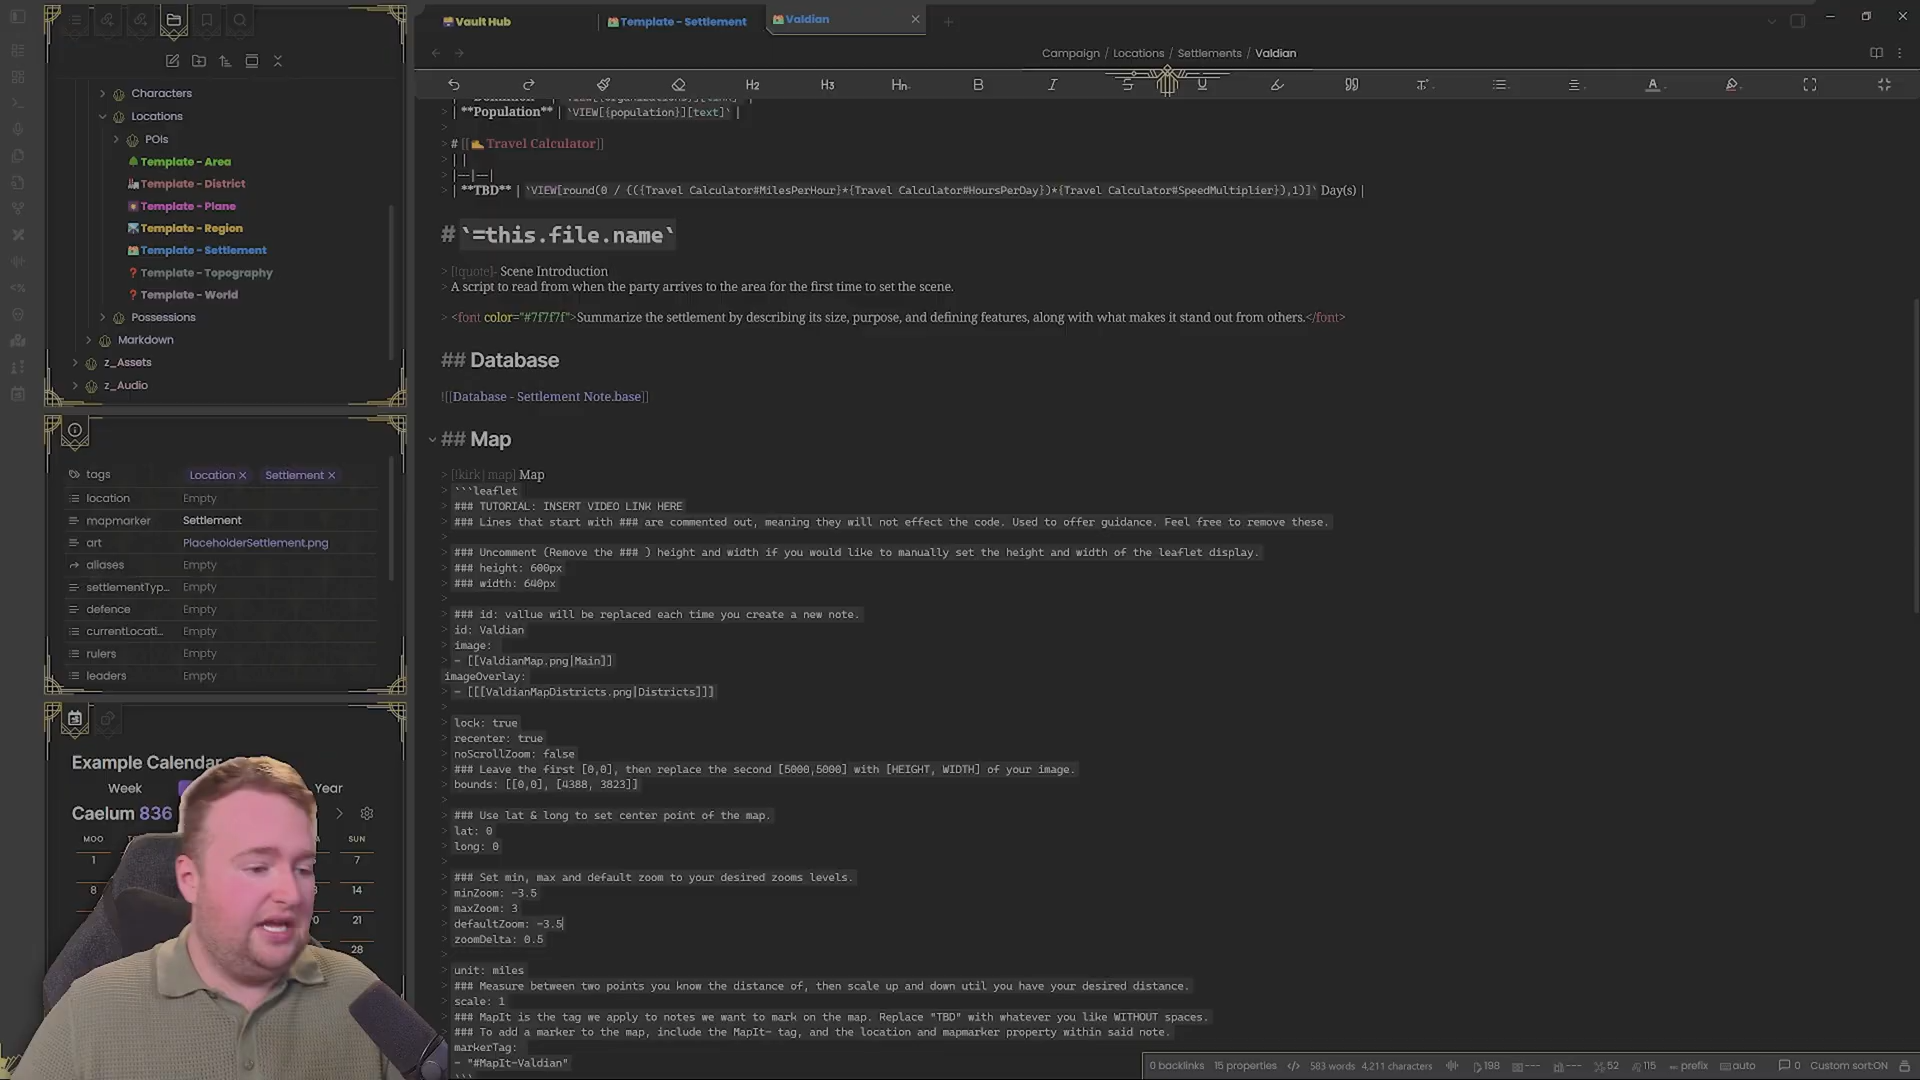 Vault Hub
Template - Settlement
Valdian
Campaign / Locations / Settlements / Valdian
H2
H3
Hn
B
I
S
U
A
Characters
Locations
POIs
Template - Area
Template - District
Template - Plane
Template - Region
Template - Settlement
Template - Topography
Template - World
Possessions
Markdown
z_Assets
z_Audio
tags Location Settlement
location Empty
mapmarker Settlement
art PlaceholderSettlement.png
aliases Empty
settlementTyp... Empty
defence Empty
currentLocati... Empty
rulers Empty
leaders Empty
Example Calendar
Week Year
Caelum 836
MOO SUN
1 7
8 14
21
28
> | **Population** | `VIEW[{population}][text]` |
>
> # [[Travel Calculator]]
> | |
> |---|---|
> | **TBD** | `VIEW[round(0 / (({Travel Calculator#MilesPerHour}*{Travel Calculator#HoursPerDay})*{Travel Calculator#SpeedMultiplier}),1)]` Day(s) |
# `=this.file.name`
> [!quote]- Scene Introduction
> A script to read from when the party arrives to the area for the first time to set the scene.
> <font color="#7f7f7f">Summarize the settlement by describing its size, purpose, and defining features, along with what makes it stand out from others.</font>
## Database
![[Database - Settlement Note.base]]
## Map
> [!kirk|map] Map
> ```leaflet
> ### TUTORIAL: INSERT VIDEO LINK HERE
> ### Lines that start with ### are commented out, meaning they will not effect the code. Used to offer guidance. Feel free to remove these.
>
> ### Uncomment (Remove the ### ) height and width if you would like to manually set the height and width of the leaflet display.
> ### height: 600px
> ### width: 640px
>
> ### id: vallue will be replaced each time you create a new note.
> id: Valdian
> image:
> - [[ValdianMap.png|Main]]
imageOverlay:
> - [[[ValdianMapDistricts.png|Districts]]]
>
> lock: true
> recenter: true
> noScrollZoom: false
> ### Leave the first [0,0], then replace the second [5000,5000] with [HEIGHT, WIDTH] of your image.
> bounds: [[0,0], [4388, 3823]]
>
> ### Use lat & long to set center point of the map.
> lat: 0
> long: 0
>
> ### Set min, max and default zoom to your desired zooms levels.
> minZoom: -3.5
> maxZoom: 3
> defaultZoom: -3.5
> zoomDelta: 0.5
>
> unit: miles
> ### Measure between two points you know the distance of, then scale up and down util you have your desired distance.
> scale: 1
> ### MapIt is the tag we apply to notes we want to mark on the map. Replace "TBD" with whatever you like WITHOUT spaces.
> ### To add a marker to the map, include the MapIt- tag, and the location and mapmarker property within said note.
> markerTag:
> - "#MapIt-Valdian"
> ```
0 backlinks 15 properties 583 words 4,211 characters 198 --- --- 52 115 prefix auto 0 Custom sort:ON